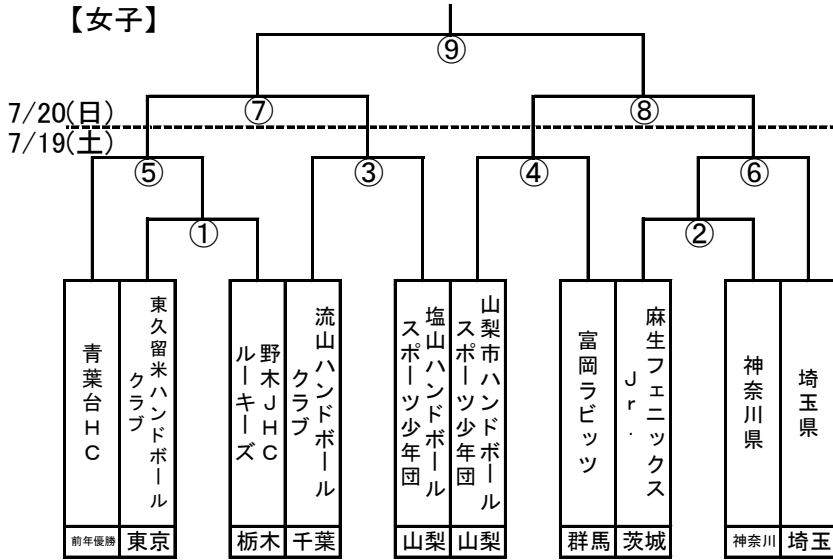 【女子】
⑨
7/20(日)
⑦
⑧
7/19(土)
⑤
③
④
⑥
①
②
青葉台HC
東久留米ハンドボール
クラブ
野木JHC
ルーキーズ
流山ハンドボール
クラブ
塩山ハンドボール
スポーツ少年団
山梨市ハンドボール
スポーツ少年団
富岡ラビッツ
麻生フェニックス
Jr.
神奈川県
埼玉県
前年優勝
東京
栃木
千葉
山梨
山梨
群馬
茨城
神奈川
埼玉